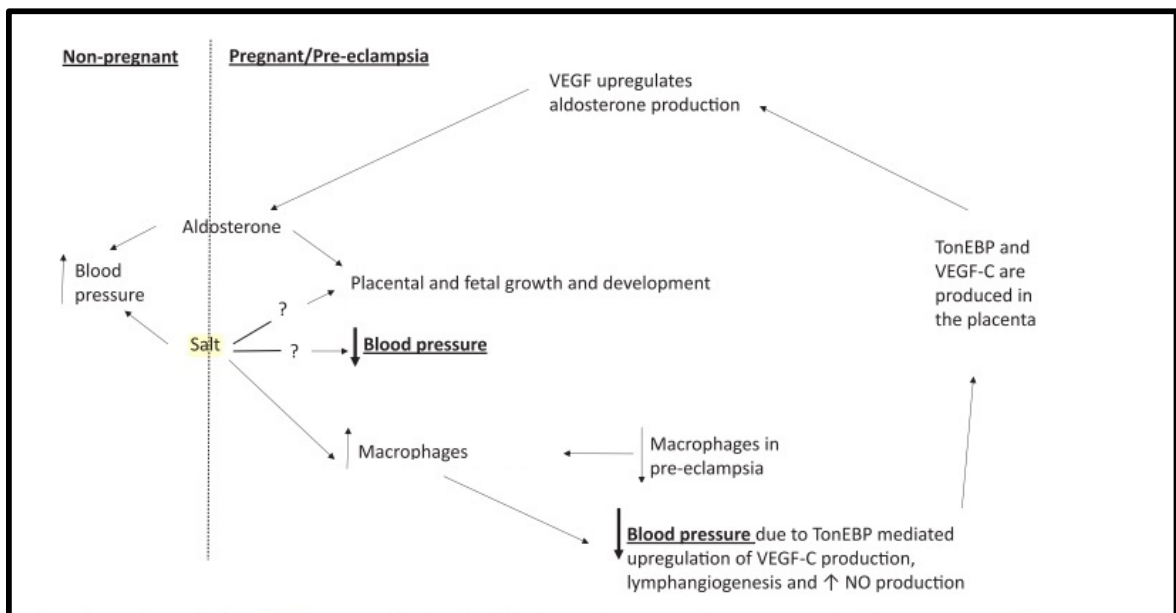 Non-pregnant
Pregnant/Pre-eclampsia
VEGF upregulates
aldosterone production
Aldosterone
Blood
pressure
Placental and fetal growth and development
TonEBP and
VEGF-C are
produced in
the placenta
?
Salt
?
Blood pressure
Macrophages
Macrophages in
pre-eclampsia
Blood pressure due to TonEBP mediated
upregulation of VEGF-C production,
lymphangiogenesis and ↑ NO production